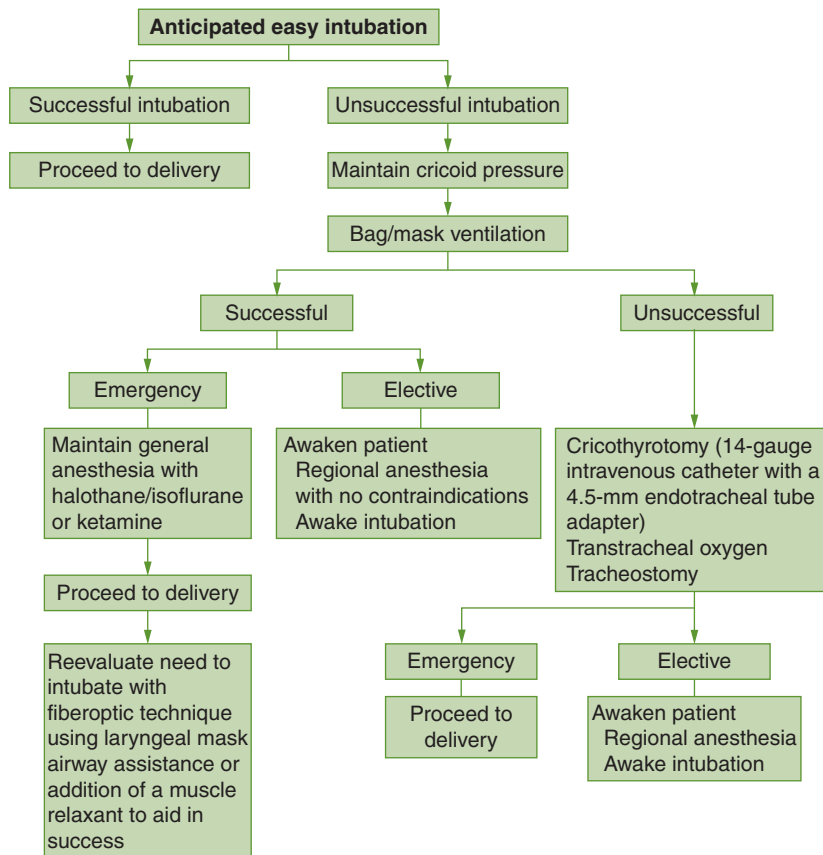 Anticipated easy intubation
Successful intubation
Unsuccessful intubation
Proceed to delivery
Maintain cricoid pressure
Bag/mask ventilation
Successful
Unsuccessful
Emergency
Elective
Maintain general
anesthesia with
halothane/isoflurane
or ketamine
Awaken patient
Regional anesthesia
with no contraindications
Awake intubation
Cricothyrotomy (14-gauge
intravenous catheter with a
4.5-mm endotracheal tube
adapter)
Transtracheal oxygen
Tracheostomy
Proceed to delivery
Reevaluate need to
intubate with
fiberoptic technique
using laryngeal mask
airway assistance or
addition of a muscle
relaxant to aid in
success
Emergency
Elective
Proceed to
delivery
Awaken patient
Regional anesthesia
Awake intubation